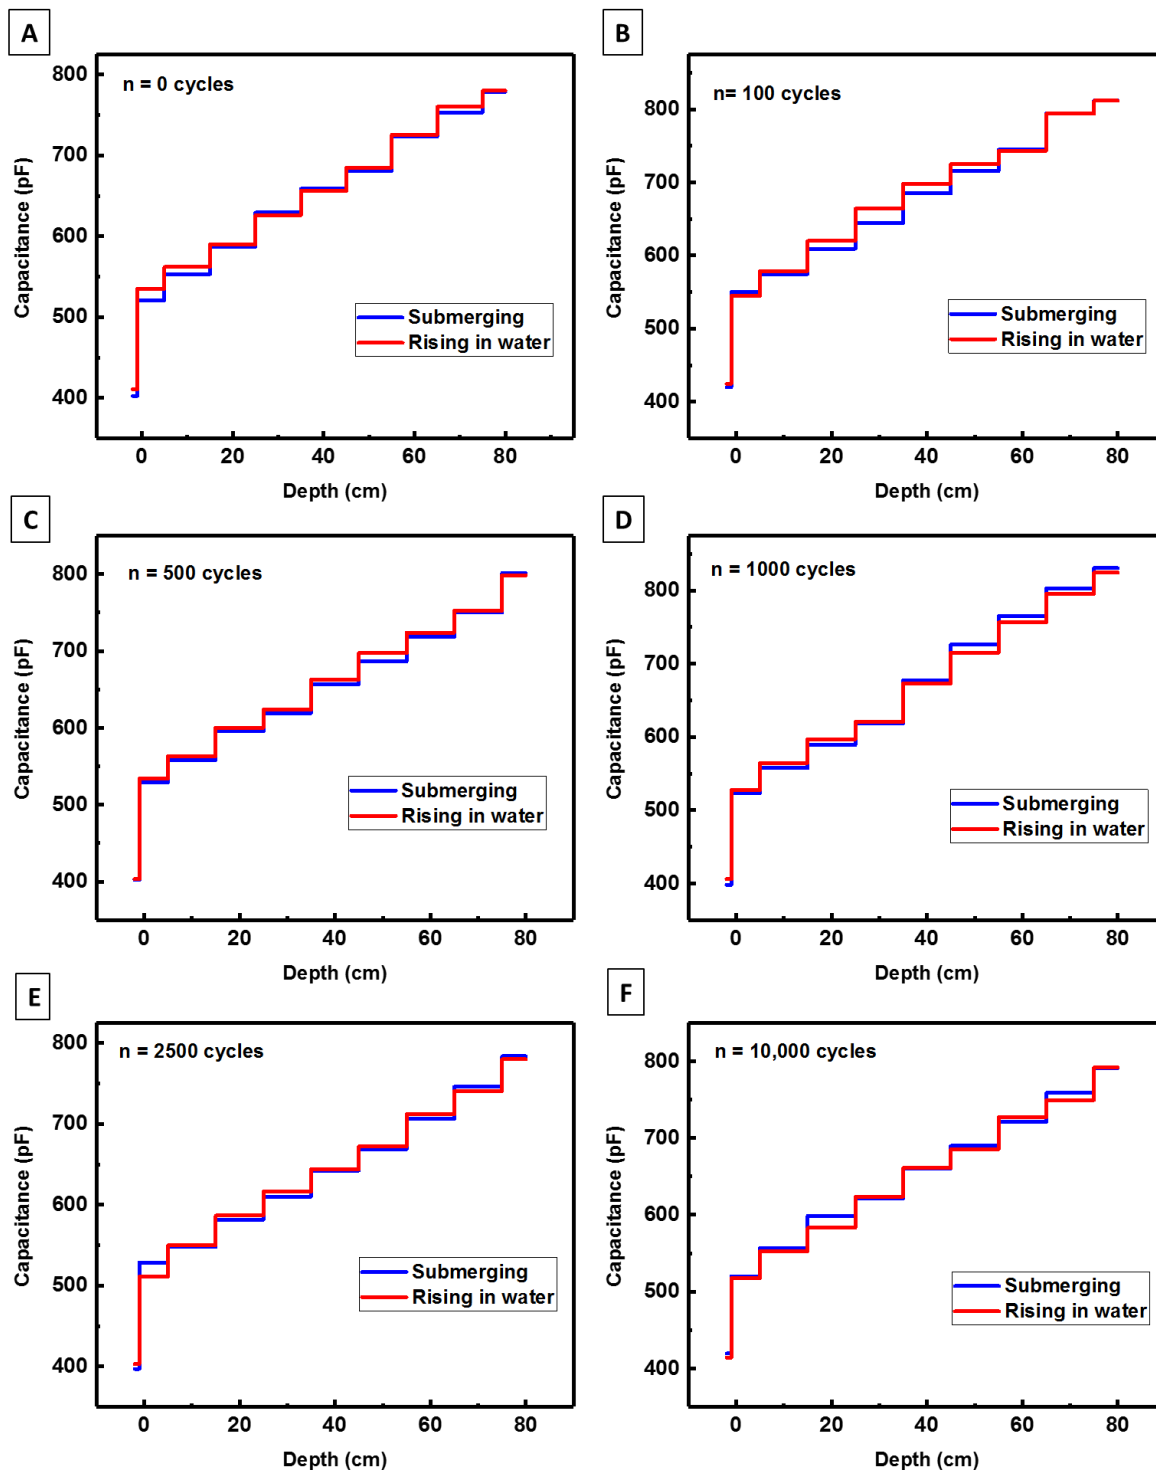 A
n = 0 cycles
800
700
600
500
400
Capacitance (pF)
Submerging
Rising in water
0 20 40 60 80
Depth (cm)
B
n= 100 cycles
800
700
600
500
400
Capacitance (pF)
Submerging
Rising in water
0 20 40 60 80
Depth (cm)
C
n = 500 cycles
800
700
600
500
400
Capacitance (pF)
Submerging
Rising in water
0 20 40 60 80
Depth (cm)
D
n = 1000 cycles
800
700
600
500
400
Capacitance (pF)
Submerging
Rising in water
0 20 40 60 80
Depth (cm)
E
n = 2500 cycles
800
700
600
500
400
Capacitance (pF)
Submerging
Rising in water
0 20 40 60 80
Depth (cm)
F
n = 10,000 cycles
800
700
600
500
400
Capacitance (pF)
Submerging
Rising in water
0 20 40 60 80
Depth (cm)